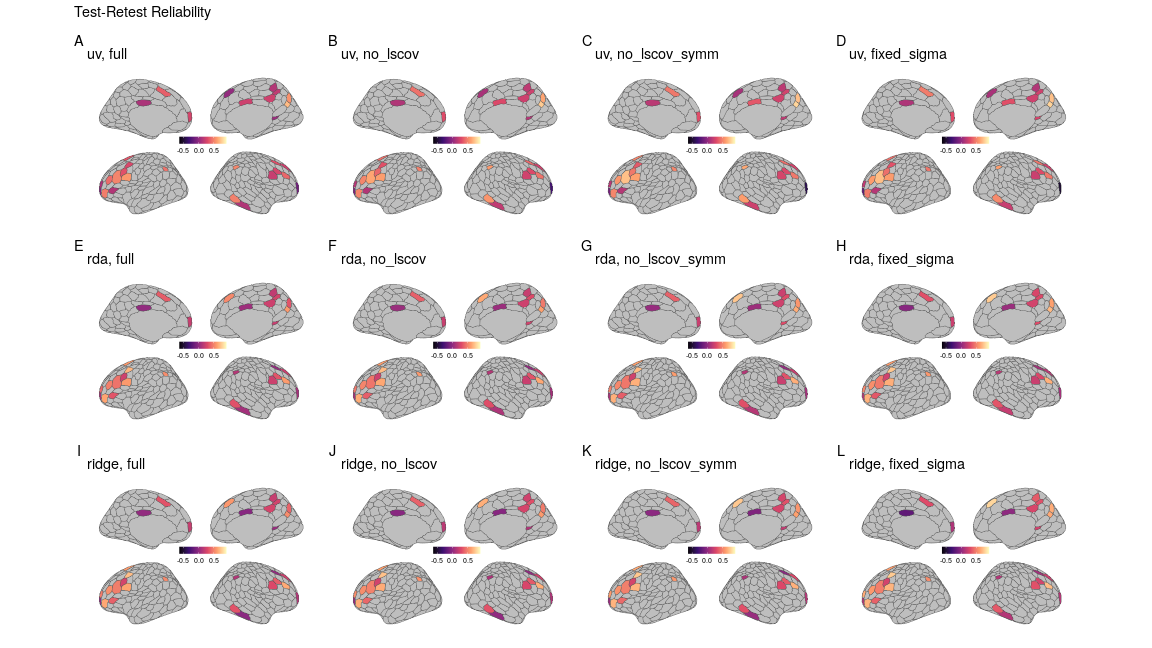 Test-Retest Reliability
A
uv, full
B
uv, no_lscov
C
uv, no_lscov_symm
D
uv, fixed_sigma
-0.5 0.0 0.5
-0.5 0.0 0.5
-0.5 0.0 0.5
-0.5 0.0 0.5
E
rda, full
F
rda, no_lscov
G
rda, no_lscov_symm
H
rda, fixed_sigma
-0.5 0.0 0.5
-0.5 0.0 0.5
-0.5 0.0 0.5
-0.5 0.0 0.5
I
ridge, full
J
ridge, no_lscov
K
ridge, no_lscov_symm
L
ridge, fixed_sigma
-0.5 0.0 0.5
-0.5 0.0 0.5
-0.5 0.0 0.5
-0.5 0.0 0.5